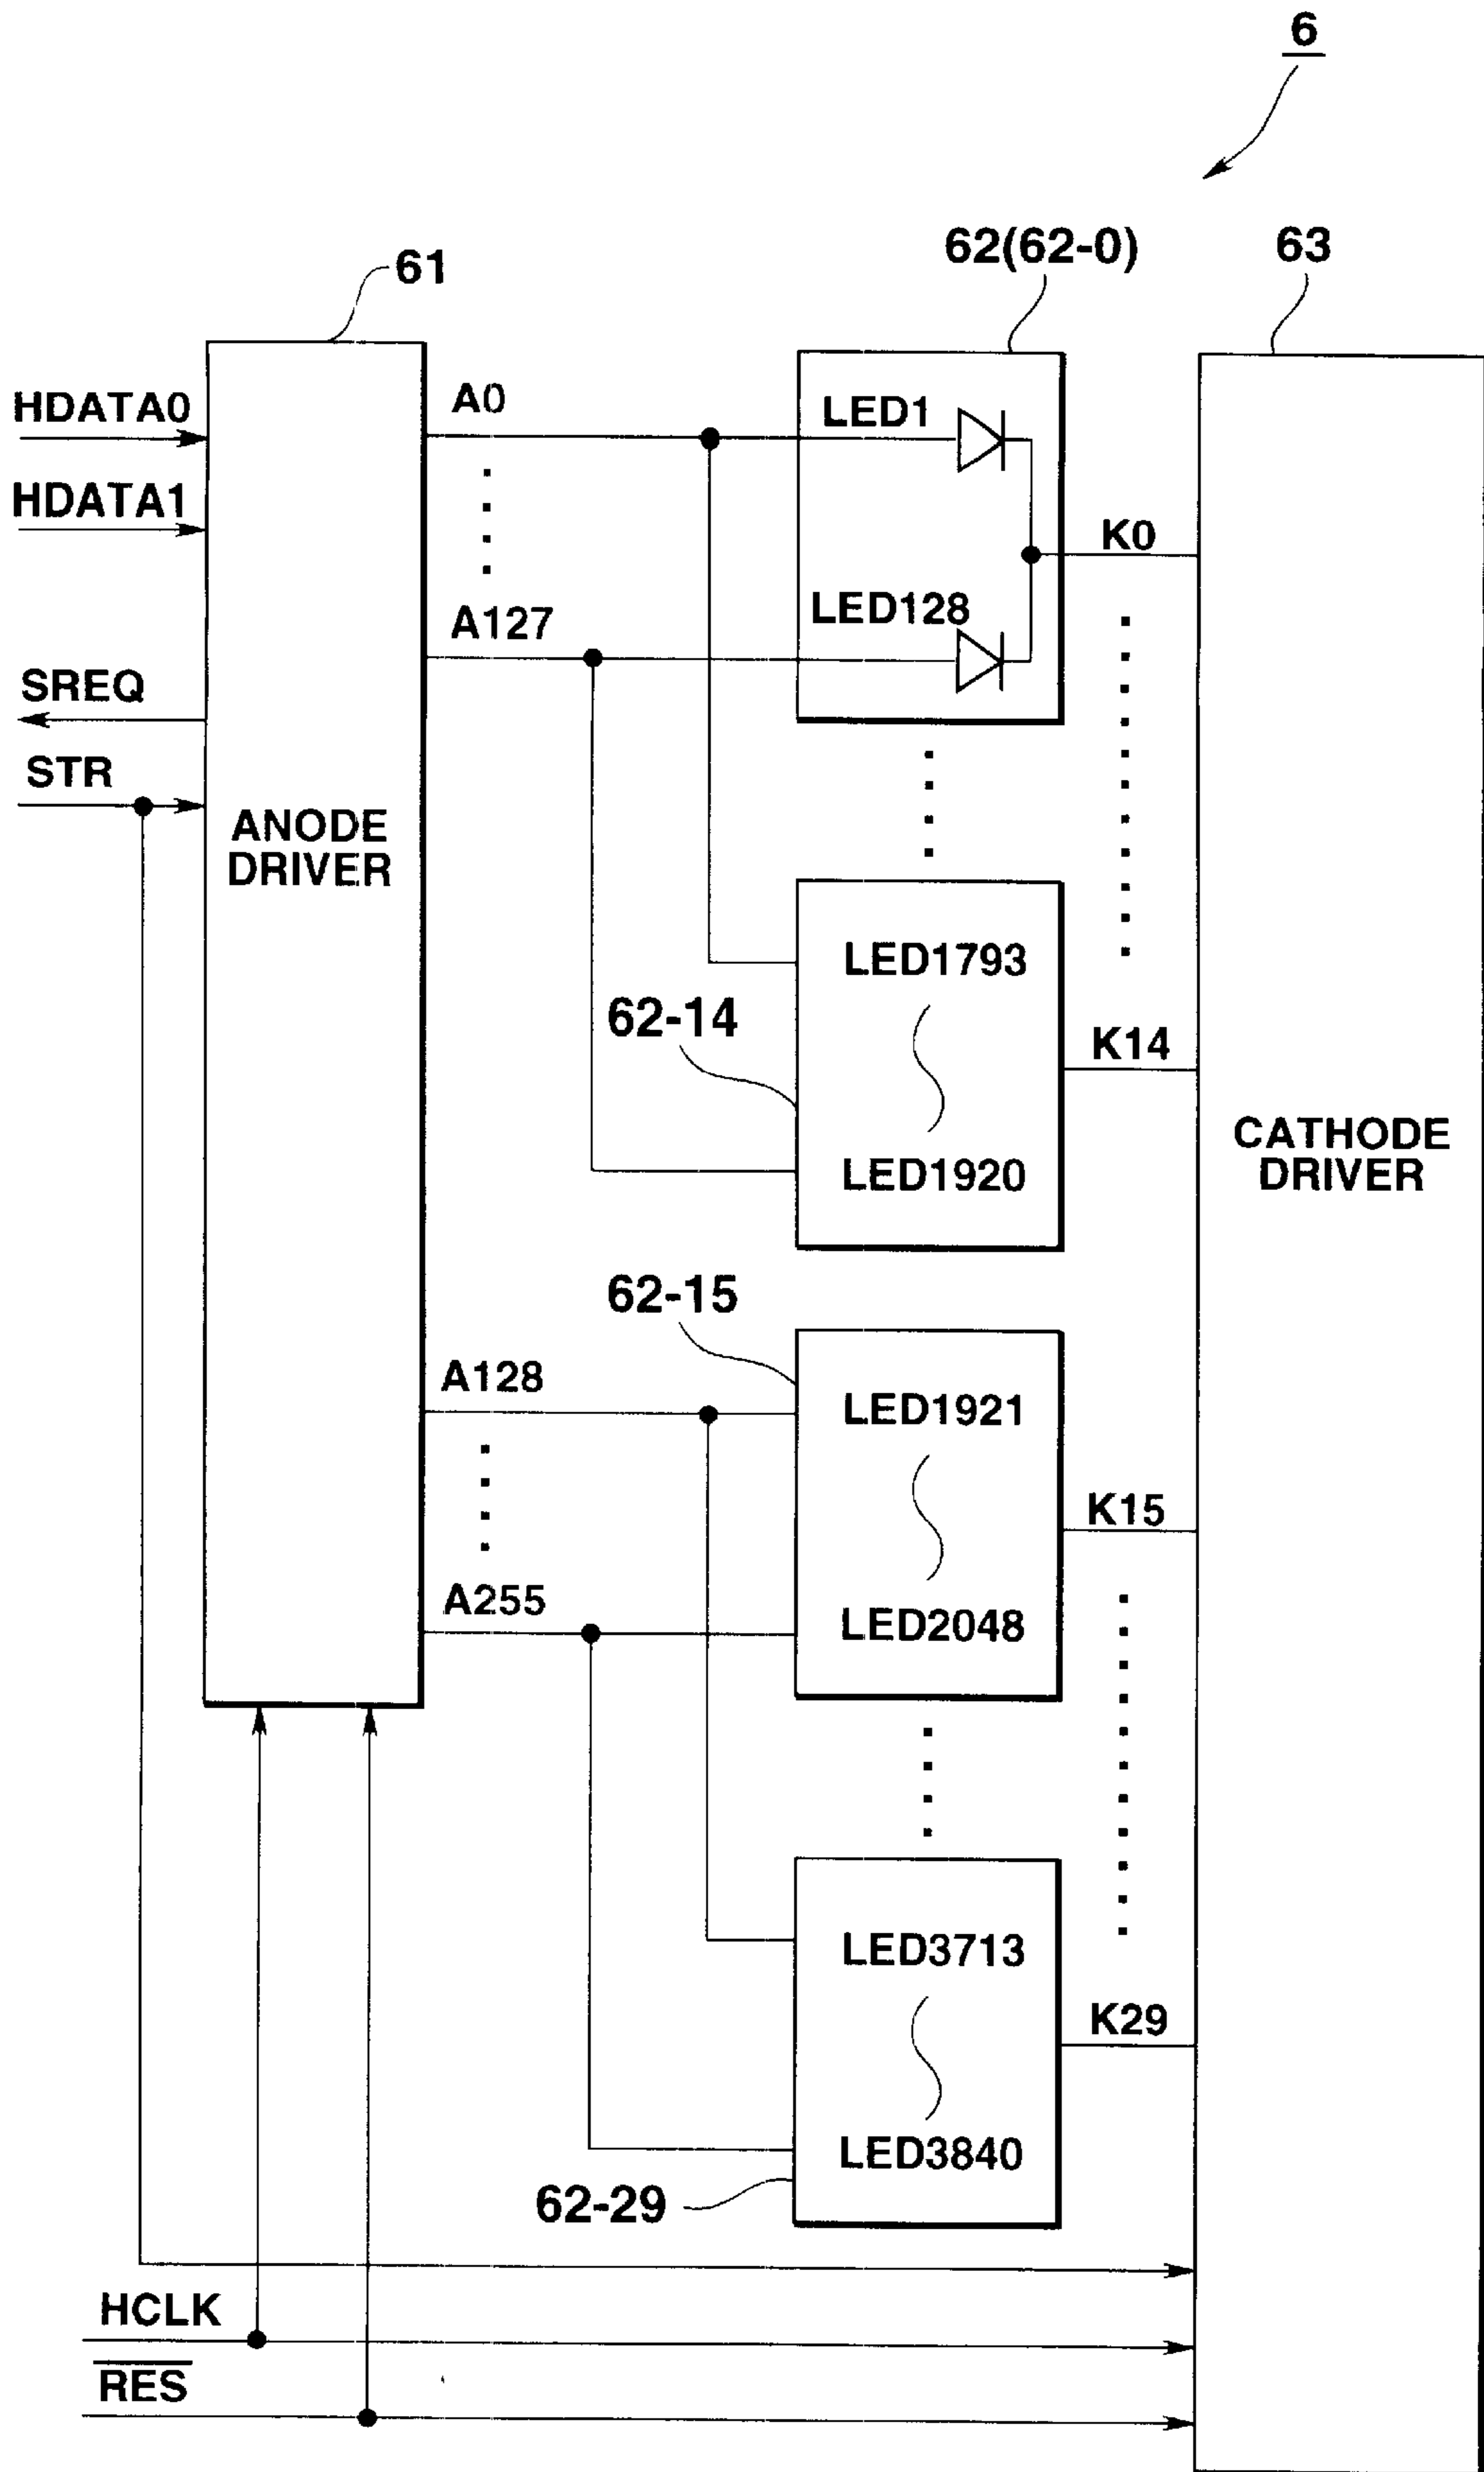 6
62(62-0)
63
61
HDATA0
A0
LED1
HDATA1
K0
LED128
A127
SREQ
STR
ANODE
DRIVER
LED1793
62-14
K14
CATHODE
DRIVER
LED1920
62-15
A128
LED1921
K15
A255
LED2048
LED3713
K29
LED3840
62-29
HCLK
RES